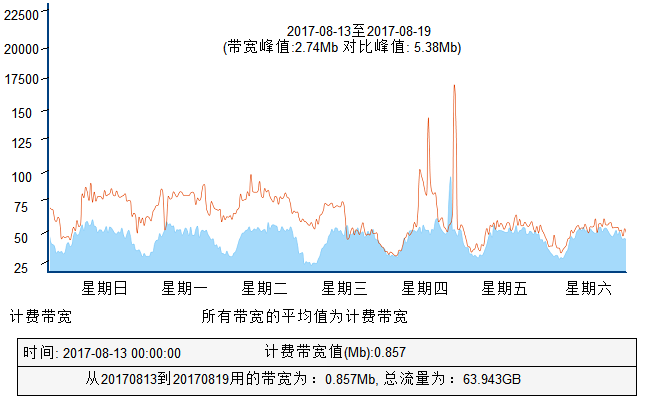 2017-08-13至2017-08-19
(带宽峰值:2.74Mb 对比峰值: 5.38Mb)
22500
20000
17500
150
125
100
75
50
25
星期日 星期一 星期二 星期三 星期四 星期五 星期六
计费带宽 所有带宽的平均值为计费带宽
时间: 2017-08-13 00:00:00 计费带宽值(Mb):0.857
从20170813到20170819用的带宽为：0.857Mb, 总流量为：63.943GB